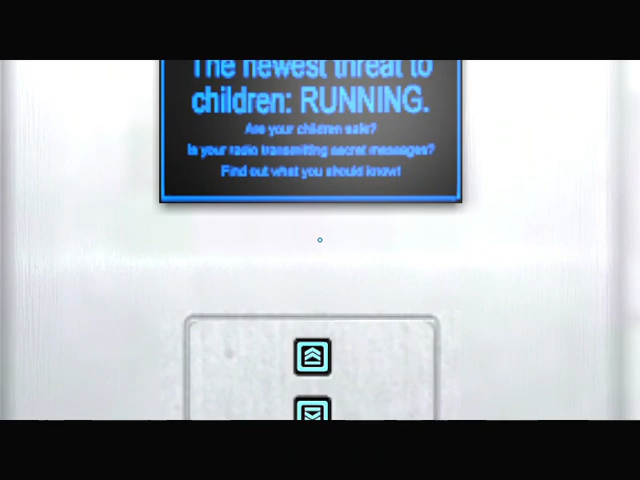 The newest threat to
children: RUNNING.
Are your children safe?
Is your radio transmitting secret messages?
Find out what you should know!